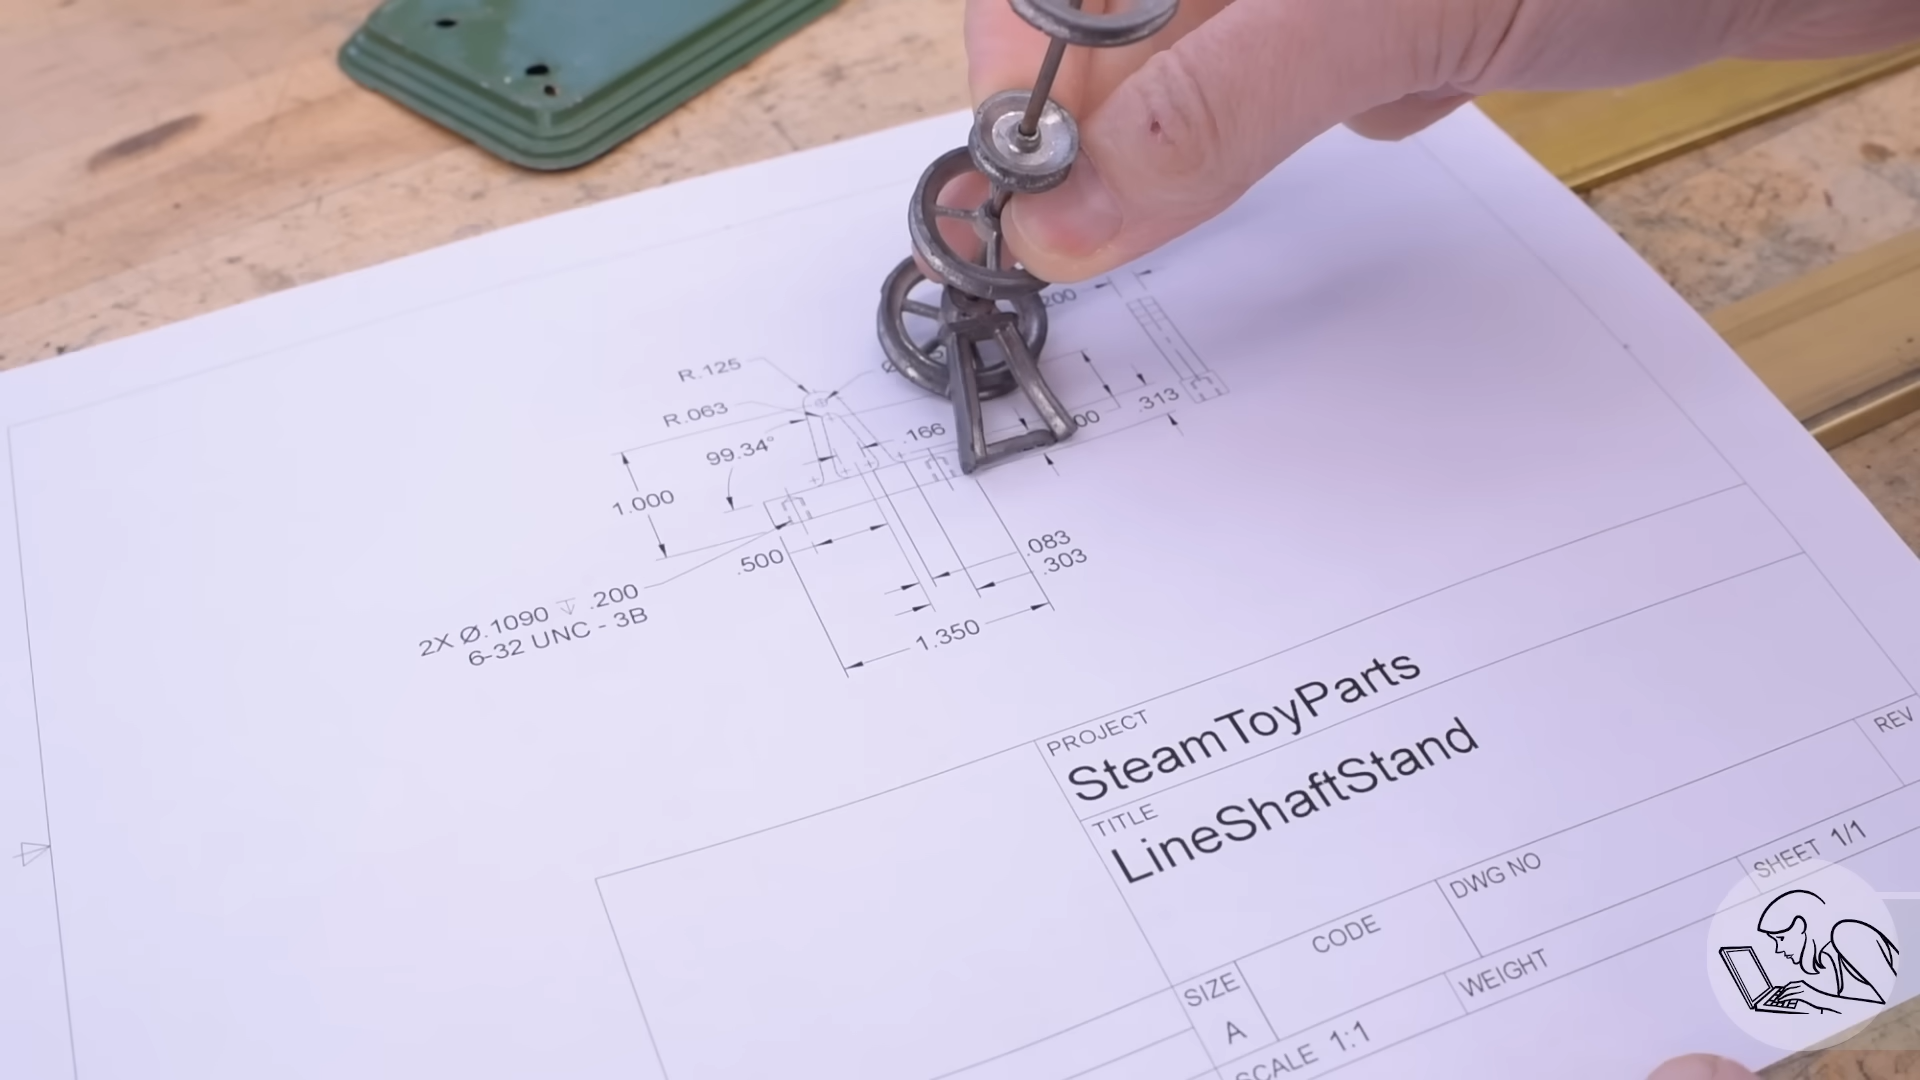 R.125
R.063
99.34°
1.000
.166
.313
.500
.083
.303
1.350
2X Ø.1090 ↧ .200
6-32 UNC - 3B
PROJECT
SteamToyParts
TITLE
LineShaftStand
REV
SIZE
A
CODE
DWG NO
SCALE 1:1
WEIGHT
SHEET 1/1